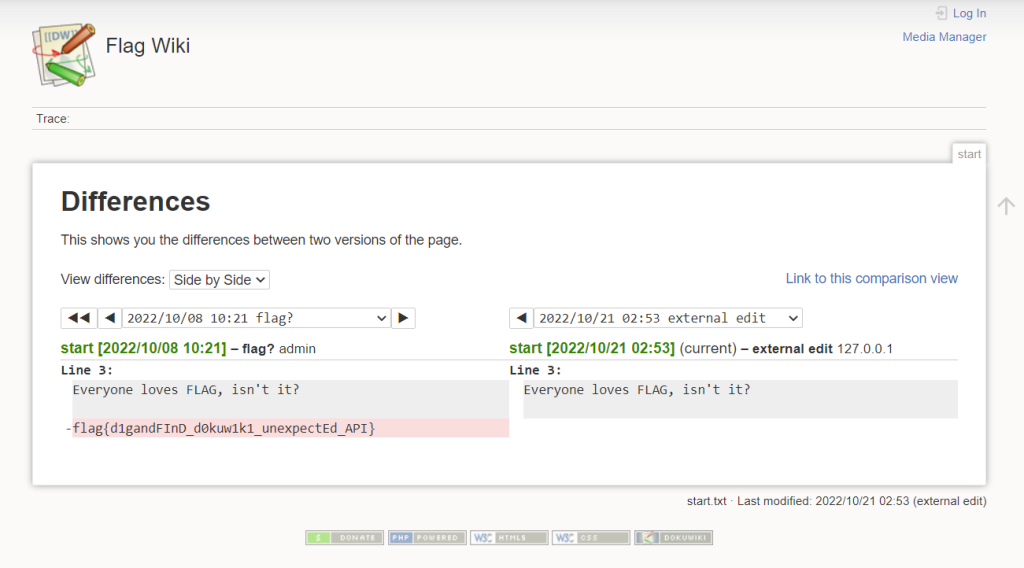 Log In
[[DW]]
Flag Wiki
Media Manager
Trace:
start
Differences
This shows you the differences between two versions of the page.
View differences: Side by Side
Link to this comparison view
2022/10/08 10:21 flag?
2022/10/21 02:53 external edit
start [2022/10/08 10:21] – flag? admin
start [2022/10/21 02:53] (current) – external edit 127.0.0.1
Line 3:
Line 3:
Everyone loves FLAG, isn't it?
Everyone loves FLAG, isn't it?
-flag{d1gandFInD_d0kuw1k1_unexpectEd_API}
start.txt · Last modified: 2022/10/21 02:53 (external edit)
$ DONATE
PHP POWERED
W3C HTML5
W3C CSS
DOKUWIKI